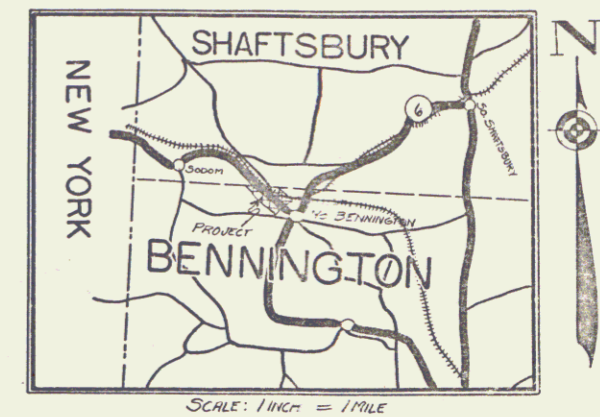 SHAFTSBURY
N
NEW YORK
6
SO. SHAFTSBURY
SODOM
NO. BENNINGTON
PROJECT
BENNINGTON
SCALE: 1 INCH = 1 MILE